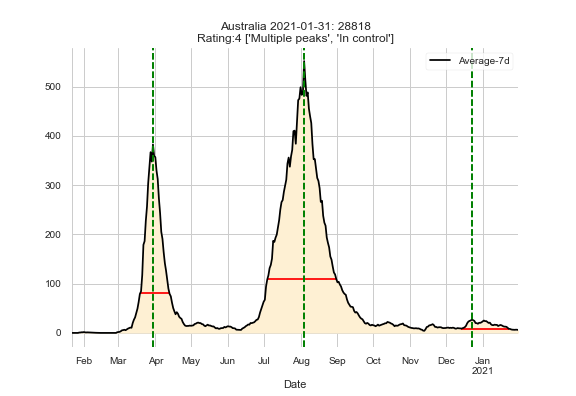 Australia 2021-01-31: 28818
Rating:4 ['Multiple peaks', 'In control']
Average-7d
500
400
300
200
100
0
Feb Mar Apr May Jun Jul Aug Sep Oct Nov Dec Jan
2021
Date